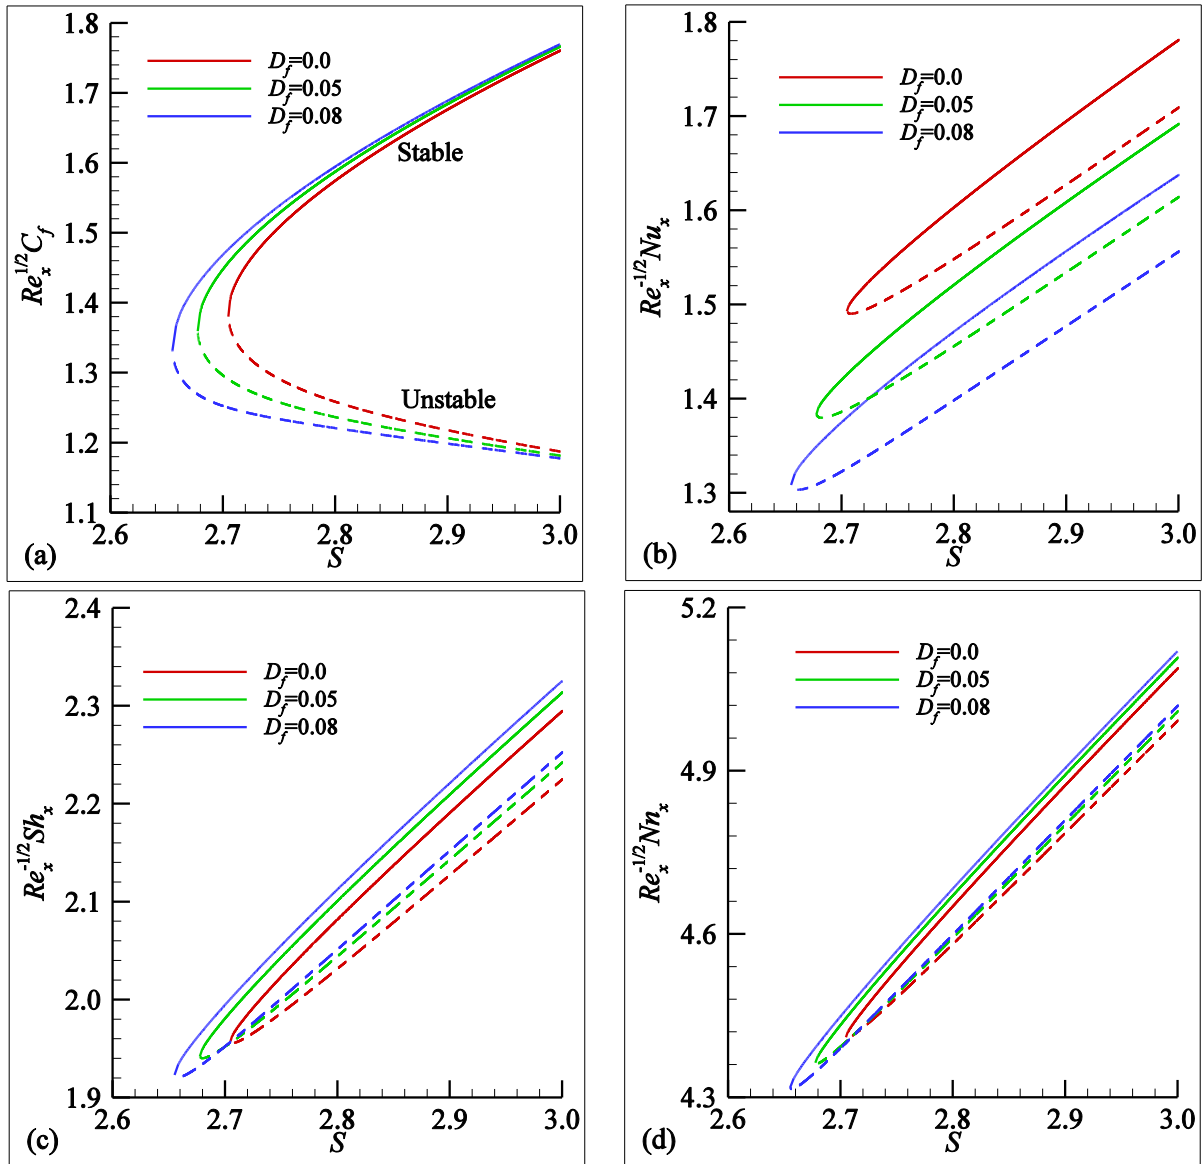 1.8
1.7
1.6
1.5
1.4
1.3
1.2
1.1
Re_x^{1/2}C_f
D_f=0.0
D_f=0.05
D_f=0.08
Stable
Unstable
2.6 2.7 2.8 2.9 3.0
S
(a)
1.8
1.7
1.6
1.5
1.4
1.3
Re_x^{-1/2}Nu_x
D_f=0.0
D_f=0.05
D_f=0.08
2.6 2.7 2.8 2.9 3.0
S
(b)
2.4
2.3
2.2
2.1
2.0
1.9
Re_x^{-1/2}Sh_x
D_f=0.0
D_f=0.05
D_f=0.08
2.6 2.7 2.8 2.9 3.0
S
(c)
5.2
4.9
4.6
4.3
Re_x^{-1/2}Nn_x
D_f=0.0
D_f=0.05
D_f=0.08
2.6 2.7 2.8 2.9 3.0
S
(d)